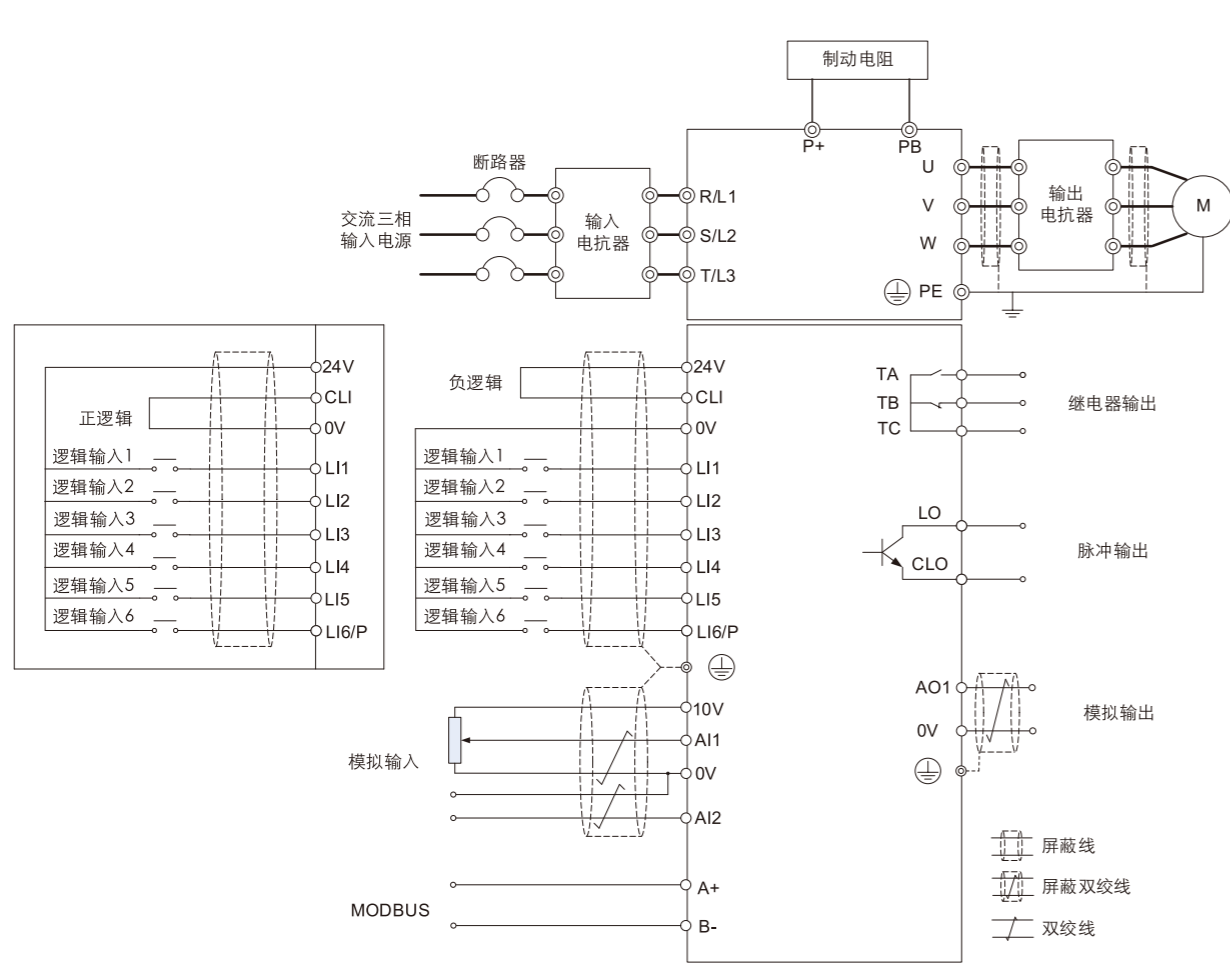 制动电阻
P+
PB
断路器
交流三相
输入电源
输入
电抗器
R/L1
S/L2
T/L3
U
V
W
PE
输出
电抗器
M
24V
CLI
0V
正逻辑
逻辑输入1
LI1
逻辑输入2
LI2
逻辑输入3
LI3
逻辑输入4
LI4
逻辑输入5
LI5
逻辑输入6
LI6/P
负逻辑
24V
CLI
0V
逻辑输入1
LI1
逻辑输入2
LI2
逻辑输入3
LI3
逻辑输入4
LI4
逻辑输入5
LI5
逻辑输入6
LI6/P
TA
TB
TC
继电器输出
LO
CLO
脉冲输出
模拟输入
10V
AI1
0V
AI2
AO1
0V
模拟输出
MODBUS
A+
B-
屏蔽线
屏蔽双绞线
双绞线